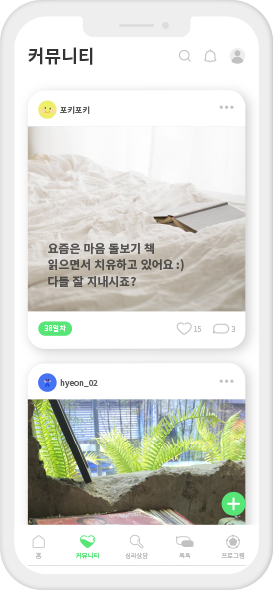 커뮤니티
포키포키
요즘은 마음 돌보기 책
읽으면서 치유하고 있어요 :)
다들 잘 지내시죠?
38일차
15
3
hyeon_02
홈
커뮤니티
심리상담
톡톡
프로그램